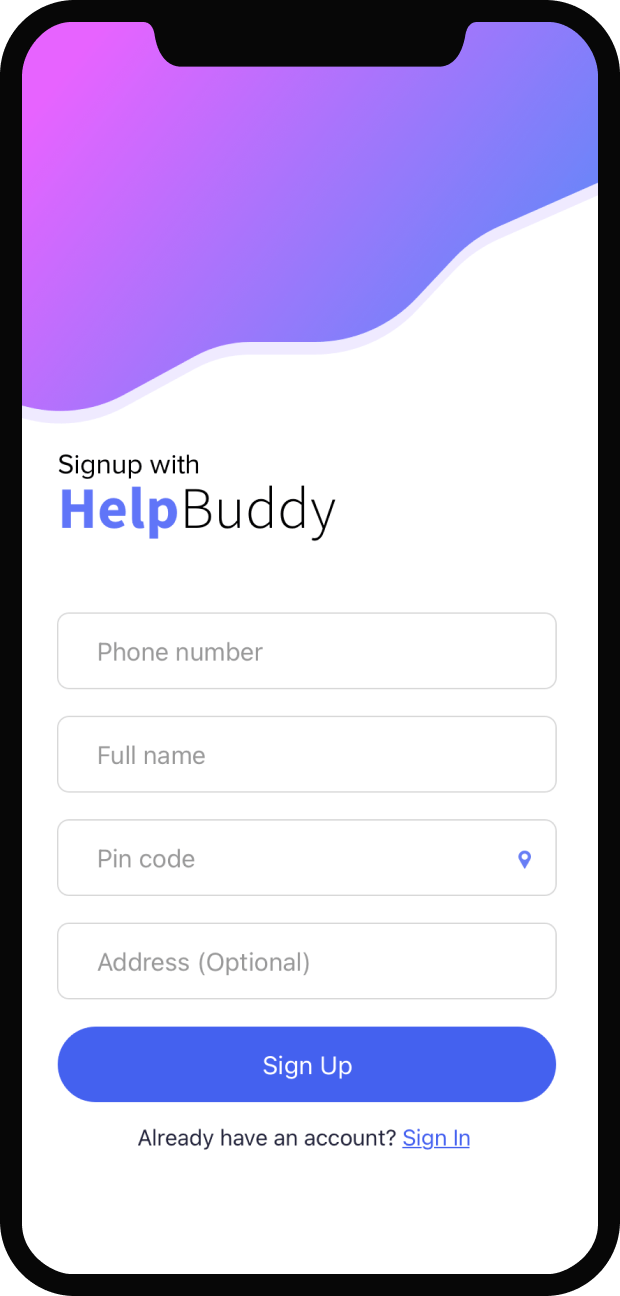 Signup with
HelpBuddy
Phone number
Full name
Pin code
Address (Optional)
Sign Up
Already have an account? Sign In